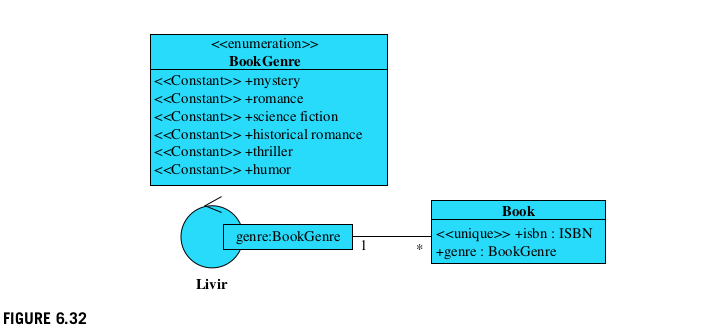 <<enumeration>>
BookGenre
<<Constant>> +mystery
<<Constant>> +romance
<<Constant>> +science fiction
<<Constant>> +historical romance
<<Constant>> +thriller
<<Constant>> +humor
Book
<<unique>> +isbn : ISBN
+genre : BookGenre
genre:BookGenre
1
*
Livir
FIGURE 6.32